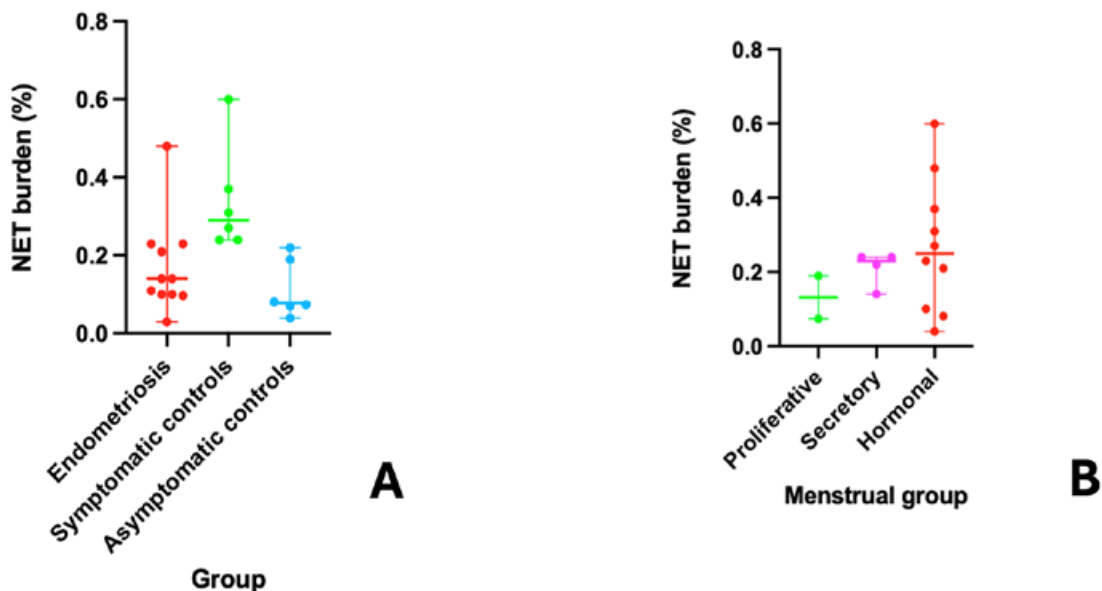 0.8
0.6
0.4
0.2
0.0
NET burden (%)
Endometriosis
Symptomatic controls
Asymptomatic controls
Group
A
0.8
0.6
0.4
0.2
0.0
NET burden (%)
Proliferative
Secretory
Hormonal
Menstrual group
B